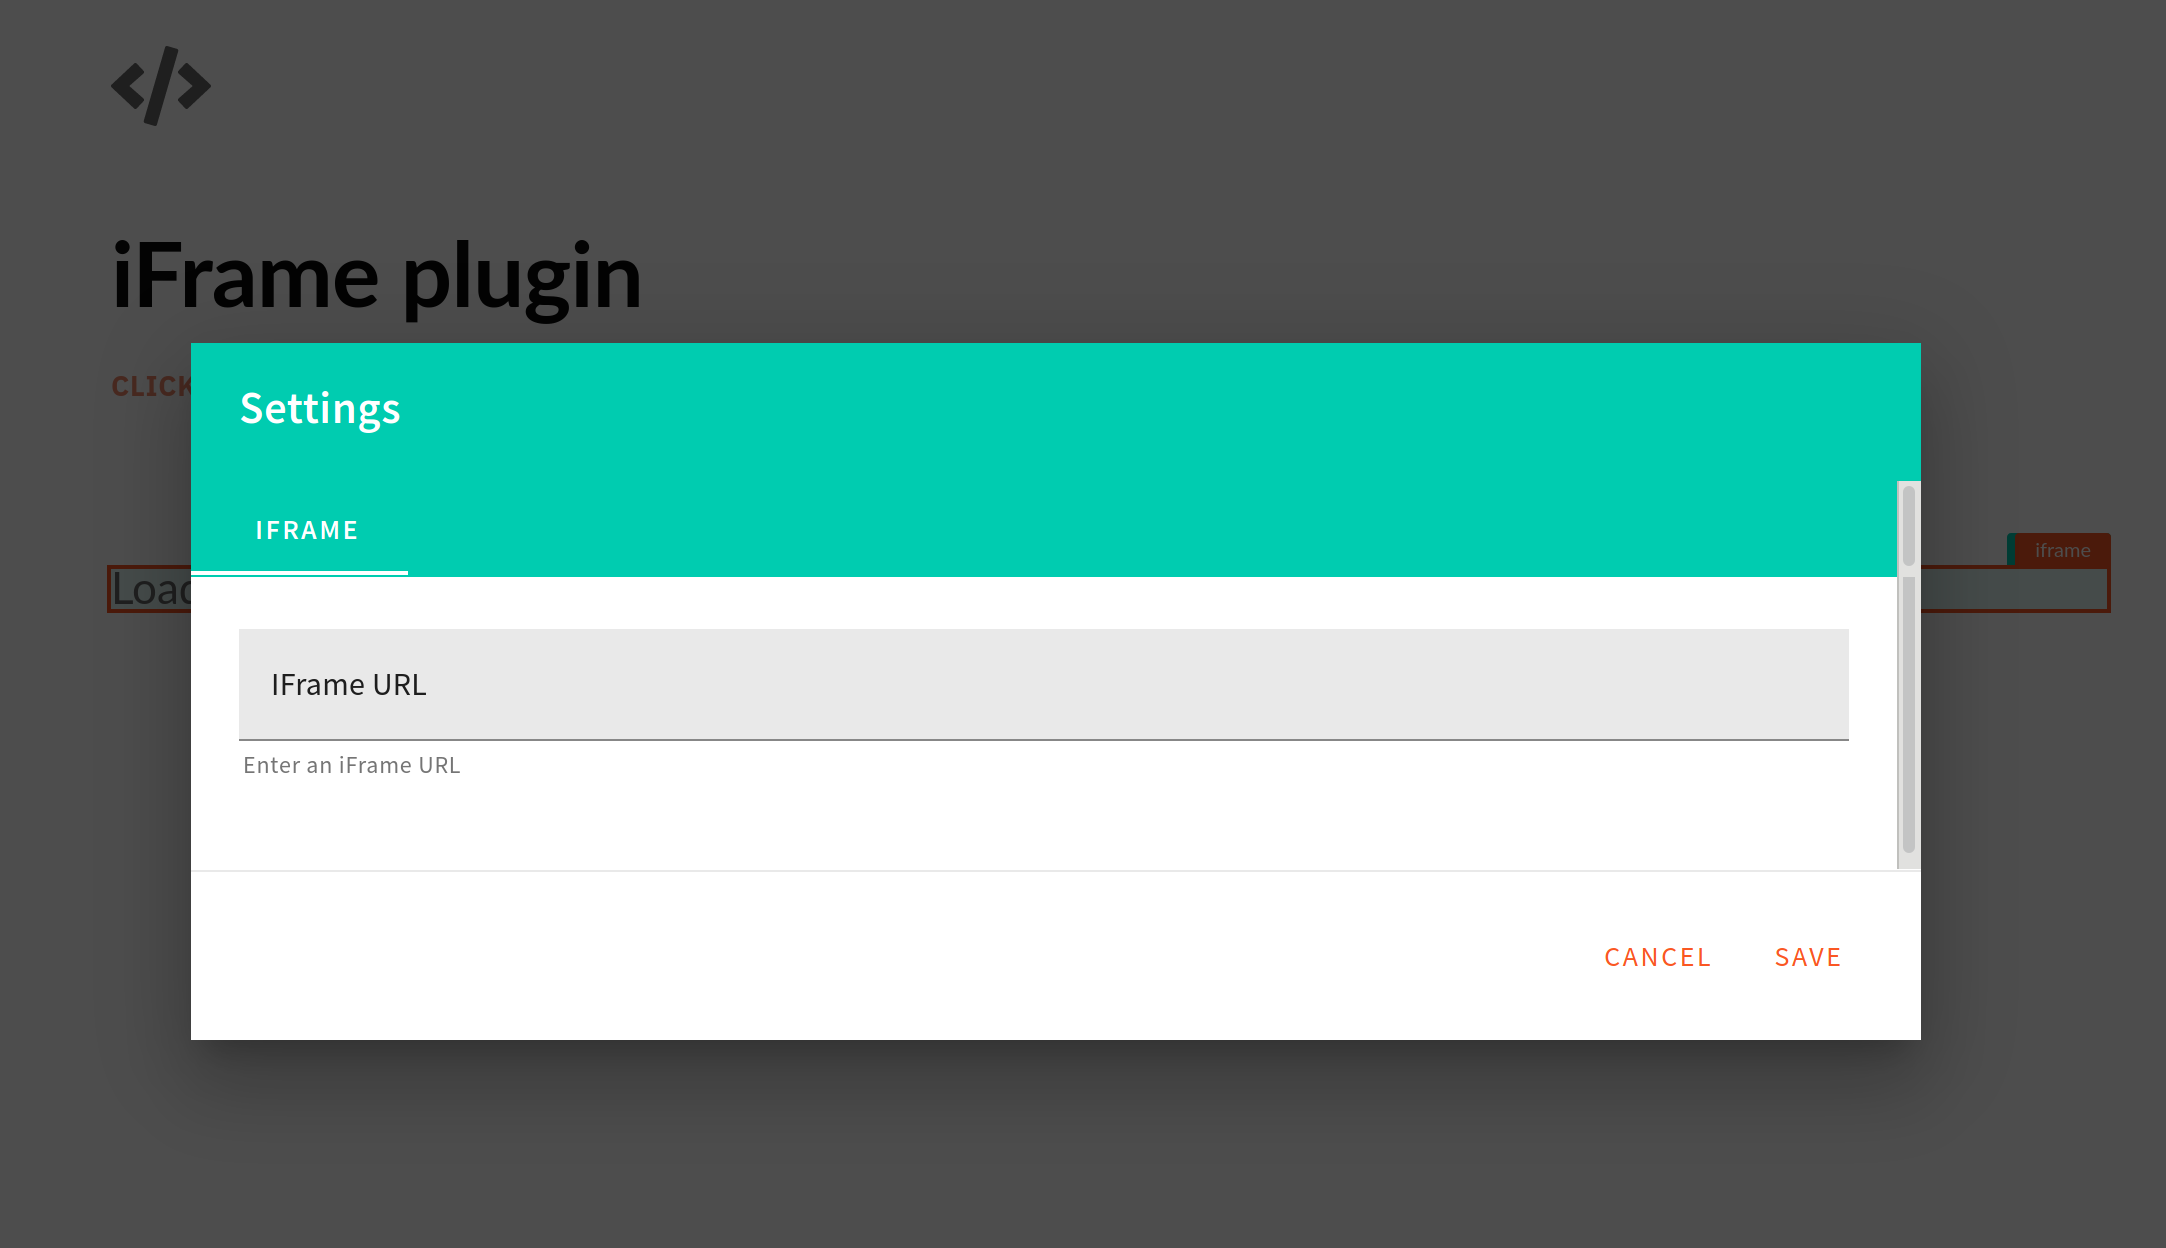 </>
iFrame plugin
CLICK
Settings
IFRAME
iframe
Load
IFrame URL
Enter an iFrame URL
CANCEL SAVE